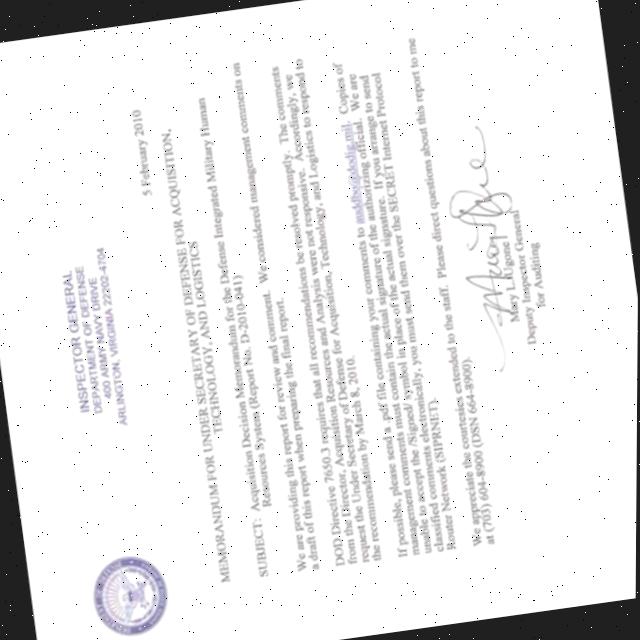 INSPECTOR GENERAL
DEPARTMENT OF DEFENSE
400 ARMY NAVY DRIVE
ARLINGTON, VIRGINIA 22202-4704
5 February 2010
MEMORANDUM FOR UNDER SECRETARY OF DEFENSE FOR ACQUISITION,
TECHNOLOGY, AND LOGISTICS
SUBJECT: Acquisition Decision Memorandum for the Defense Integrated Military Human
Resources System (Report No. D-2010-041)
We are providing this report for review and comment. We considered management comments on
a draft of this report when preparing the final report.
DOD Directive 7650.3 requires that all recommendations be resolved promptly. The comments
from the Director, Acquisition Resources and Analysis were not responsive. Accordingly, we
request the Under Secretary of Defense for Acquisition, Technology, and Logistics to respond to
the recommendation by March 8, 2010.
If possible, please send a .pdf file containing your comments to Copies of
management comments must contain the actual signature of the authorizing official. We are
unable to accept the /Signed/ symbol in place of the actual signature. If you arrange to send
classified comments electronically, you must send them over the SECRET Internet Protocol
Router Network (SIPRNET).
We appreciate the courtesies extended to the staff. Please direct questions about this report to me
at (703) 604-8900 (DSN 664-8900).
Mary L. Ugone
Deputy Inspector General
for Auditing